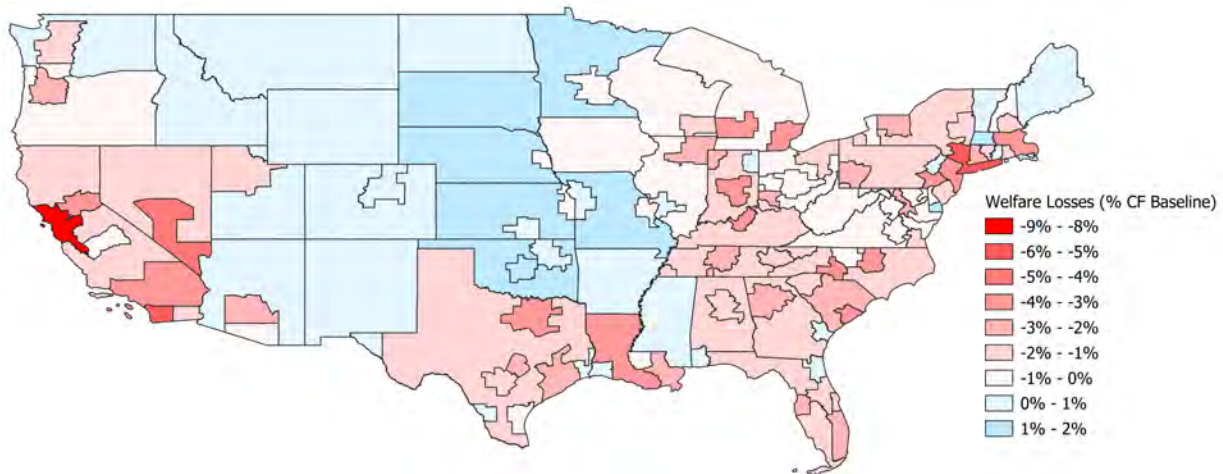 Welfare Losses (% CF Baseline)
-9% - -8%
-6% - -5%
-5% - -4%
-4% - -3%
-3% - -2%
-2% - -1%
-1% - 0%
0% - 1%
1% - 2%